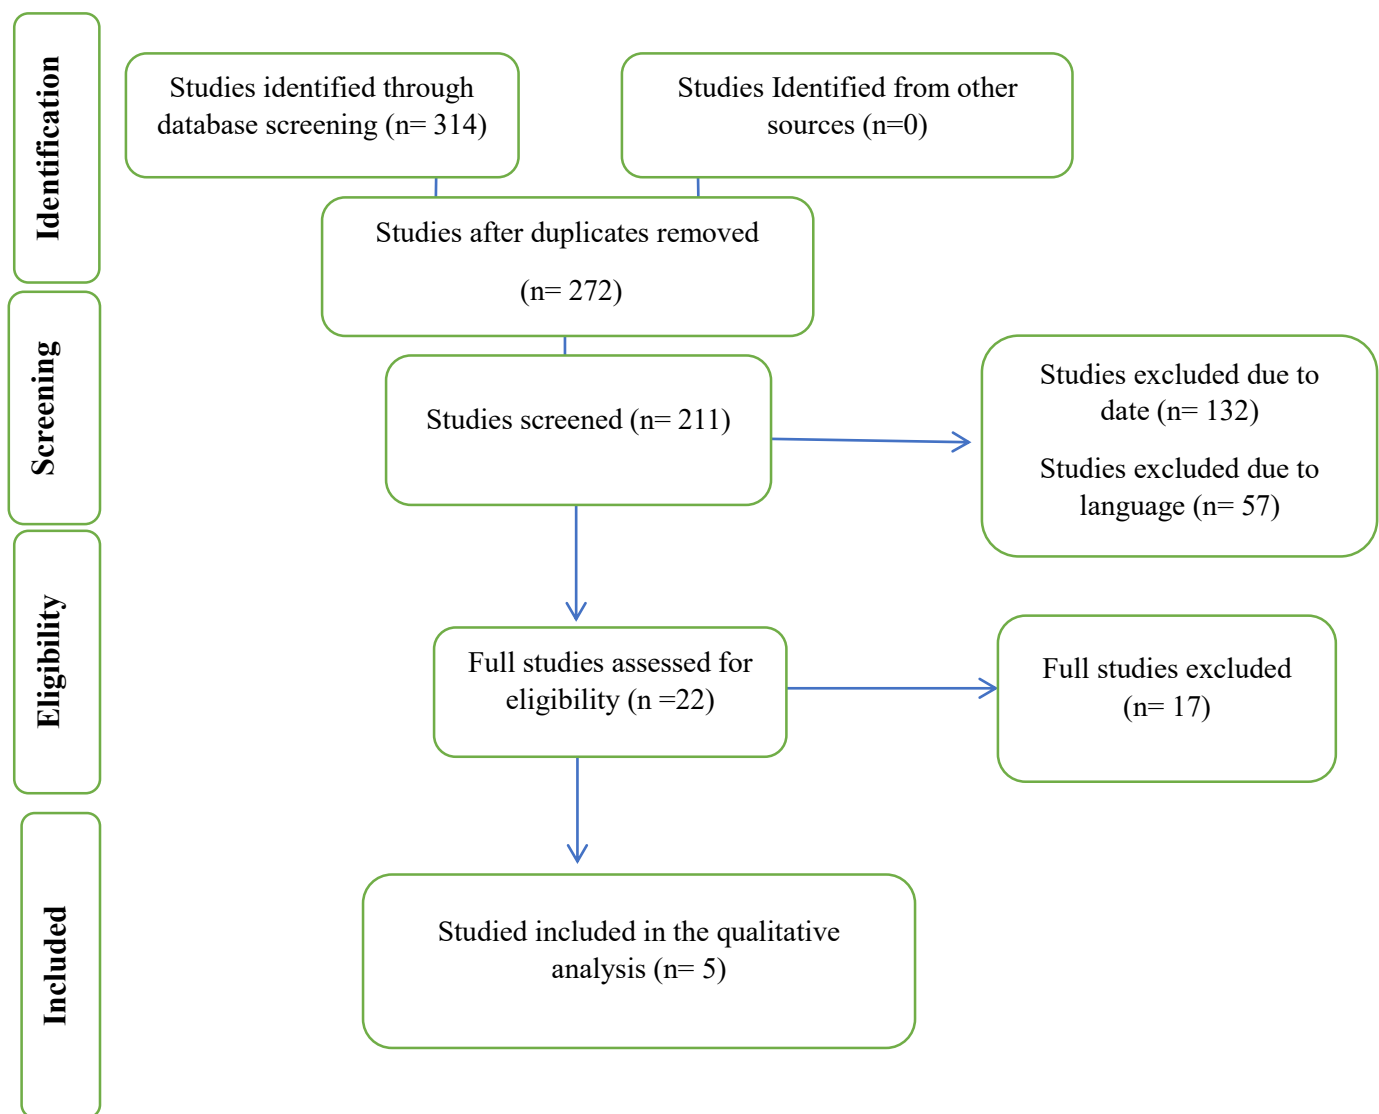 Identification
Studies identified through
database screening (n= 314)
Studies Identified from other
sources (n=0)
Studies after duplicates removed
(n= 272)
Screening
Studies screened (n= 211)
Studies excluded due to
date (n= 132)
Studies excluded due to
language (n= 57)
Eligibility
Full studies assessed for
eligibility (n =22)
Full studies excluded
(n= 17)
Included
Studied included in the qualitative
analysis (n= 5)